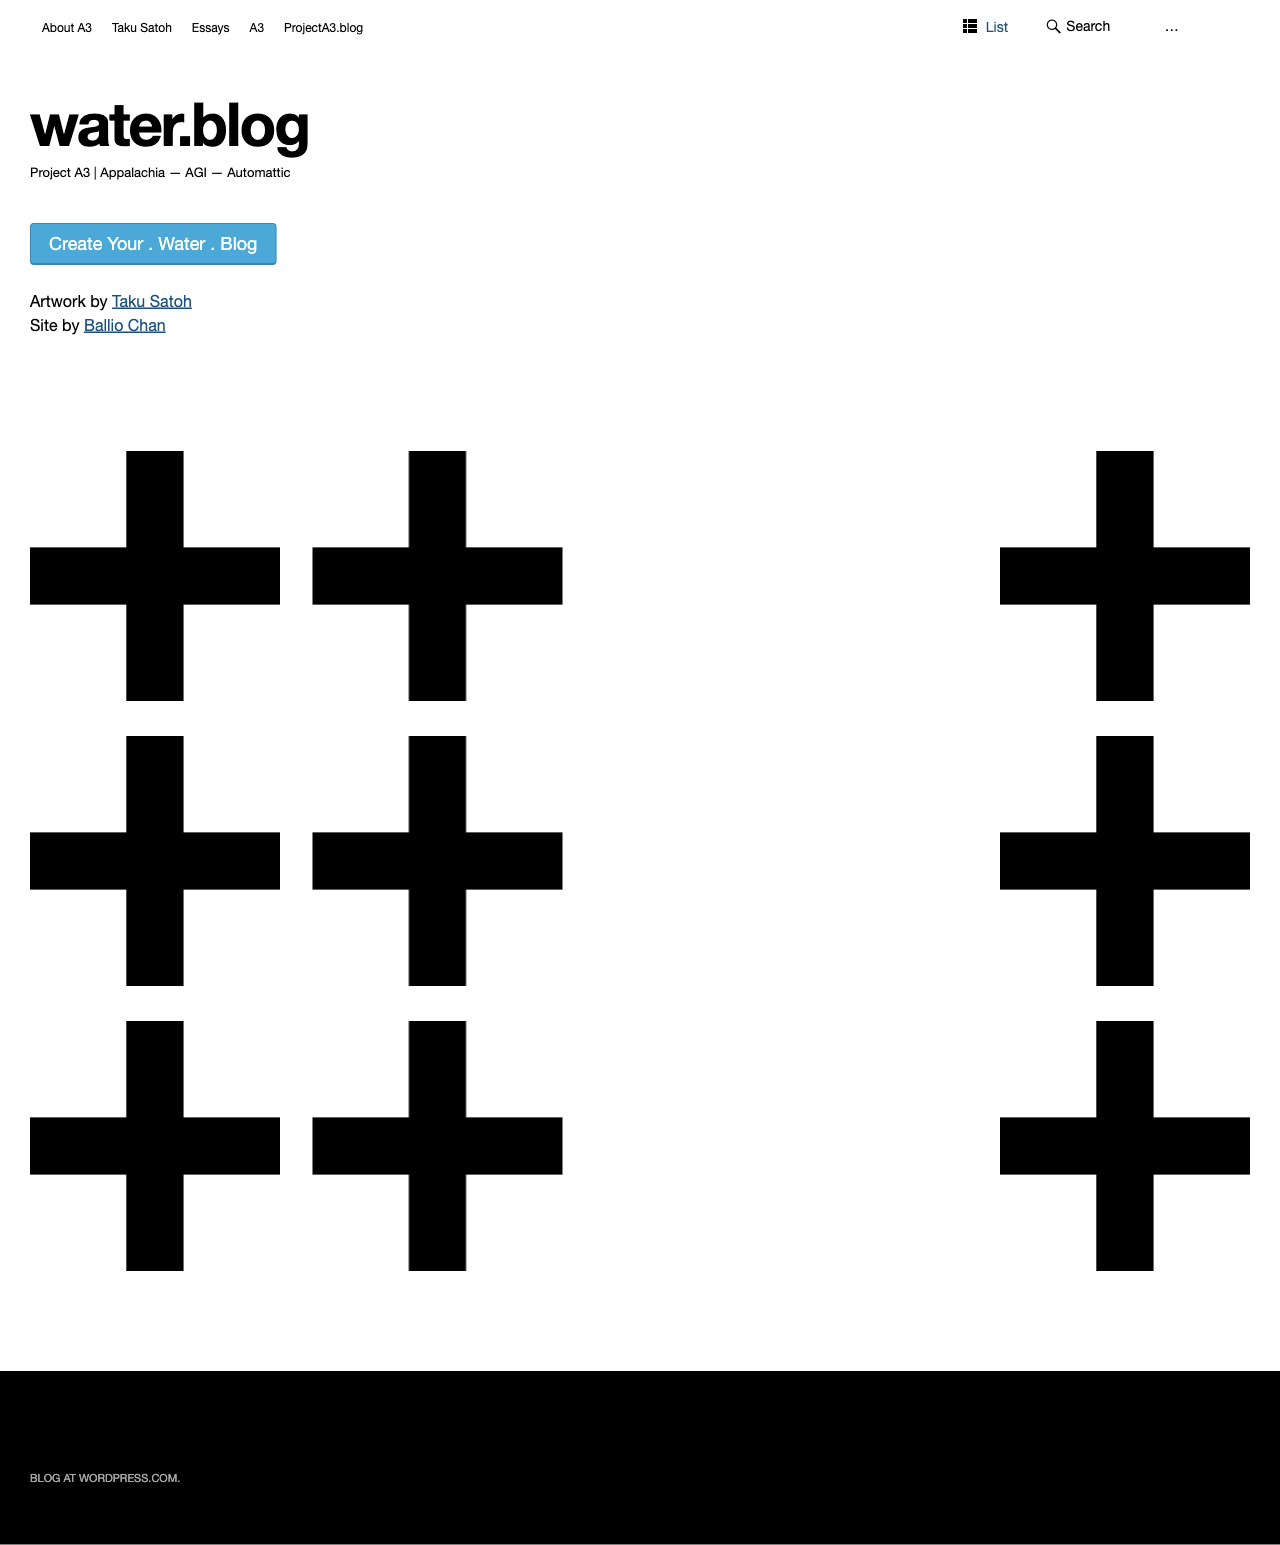 About A3 Taku Satoh Essays A3 ProjectA3.blog List Search ...
water.blog
Project A3 | Appalachia — AGI — Automattic
Create Your . Water . Blog
Artwork by Taku Satoh
Site by Ballio Chan
BLOG AT WORDPRESS.COM.